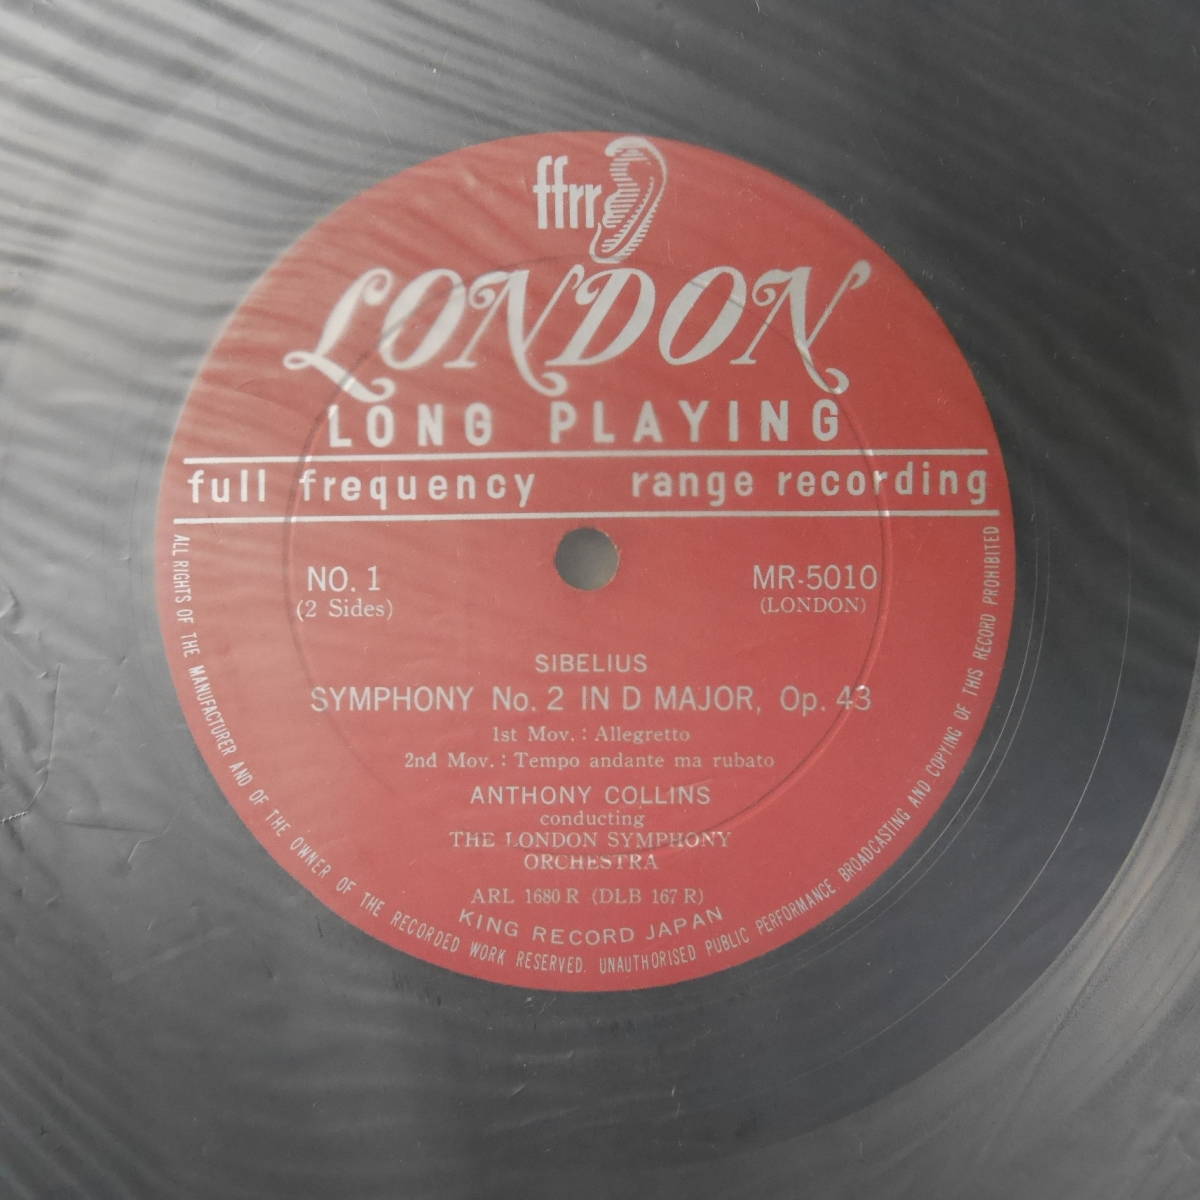 ffrr
LONDON
LONG PLAYING
full frequency range recording
NO. 1
(2 Sides)
MR-5010
(LONDON)
SIBELIUS
SYMPHONY No. 2 IN D MAJOR, Op. 43
1st Mov. : Allegretto
2nd Mov. : Tempo andante ma rubato
ANTHONY COLLINS
conducting
THE LONDON SYMPHONY
ORCHESTRA
ARL 1680 R (DLB 167 R)
KING RECORD JAPAN
ALL RIGHTS OF THE MANUFACTURER AND OF THE OWNER OF THE RECORDED WORK RESERVED. UNAUTHORISED PUBLIC PERFORMANCE BROADCASTING AND COPYING OF THIS RECORD PROHIBITED